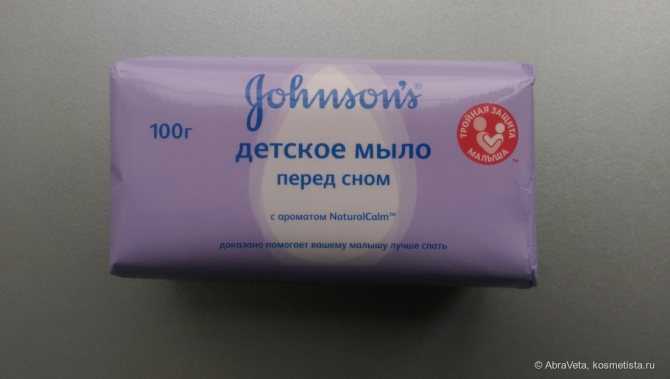 Johnson's®
100г
детское мыло
перед сном
с ароматом NaturalCalm™
доказано помогает вашему малышу лучше спать
ТРОЙНАЯ ЗАЩИТА
МАЛЫША
™
© AbraVeta, kosmetista.ru